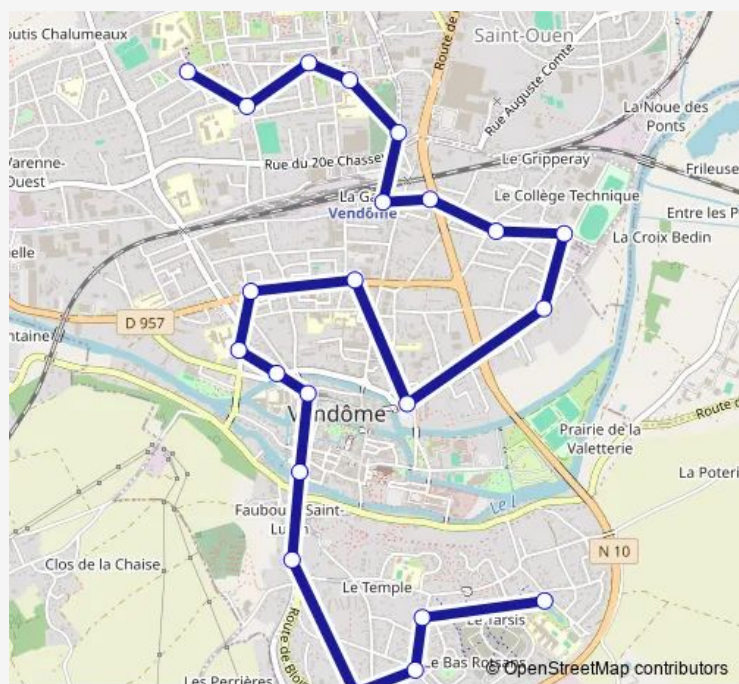 outis Chalumeaux
Route de
Saint-Ouen
Rue Auguste Comte
La Noue des
Ponts
Varenne-
Ouest
Rue du 20e Chasse
Le Gripperay
Frileuse
La Ga
Vendôme
Le Collège Technique
Entre les P
La Croix Bedin
elle
D 957
ntaine
Vendôme
Route d
Prairie de la
Valetterie
La Poteri
Le L
Faubou
Saint-
Lu
n
N 10
Clos de la Chaise
Le Temple
Route de Bloi
Le Tarsis
Le Bas Rotsans
Les Perrières
© OpenStreetMap contributors